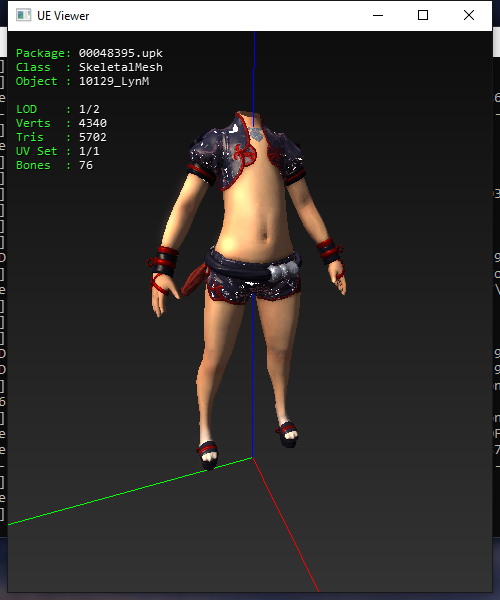 UE Viewer
Package: 00048395.upk
Class : SkeletalMesh
Object : 10129_LynM
LOD : 1/2
Verts : 4340
Tris : 5702
UV Set : 1/1
Bones : 76